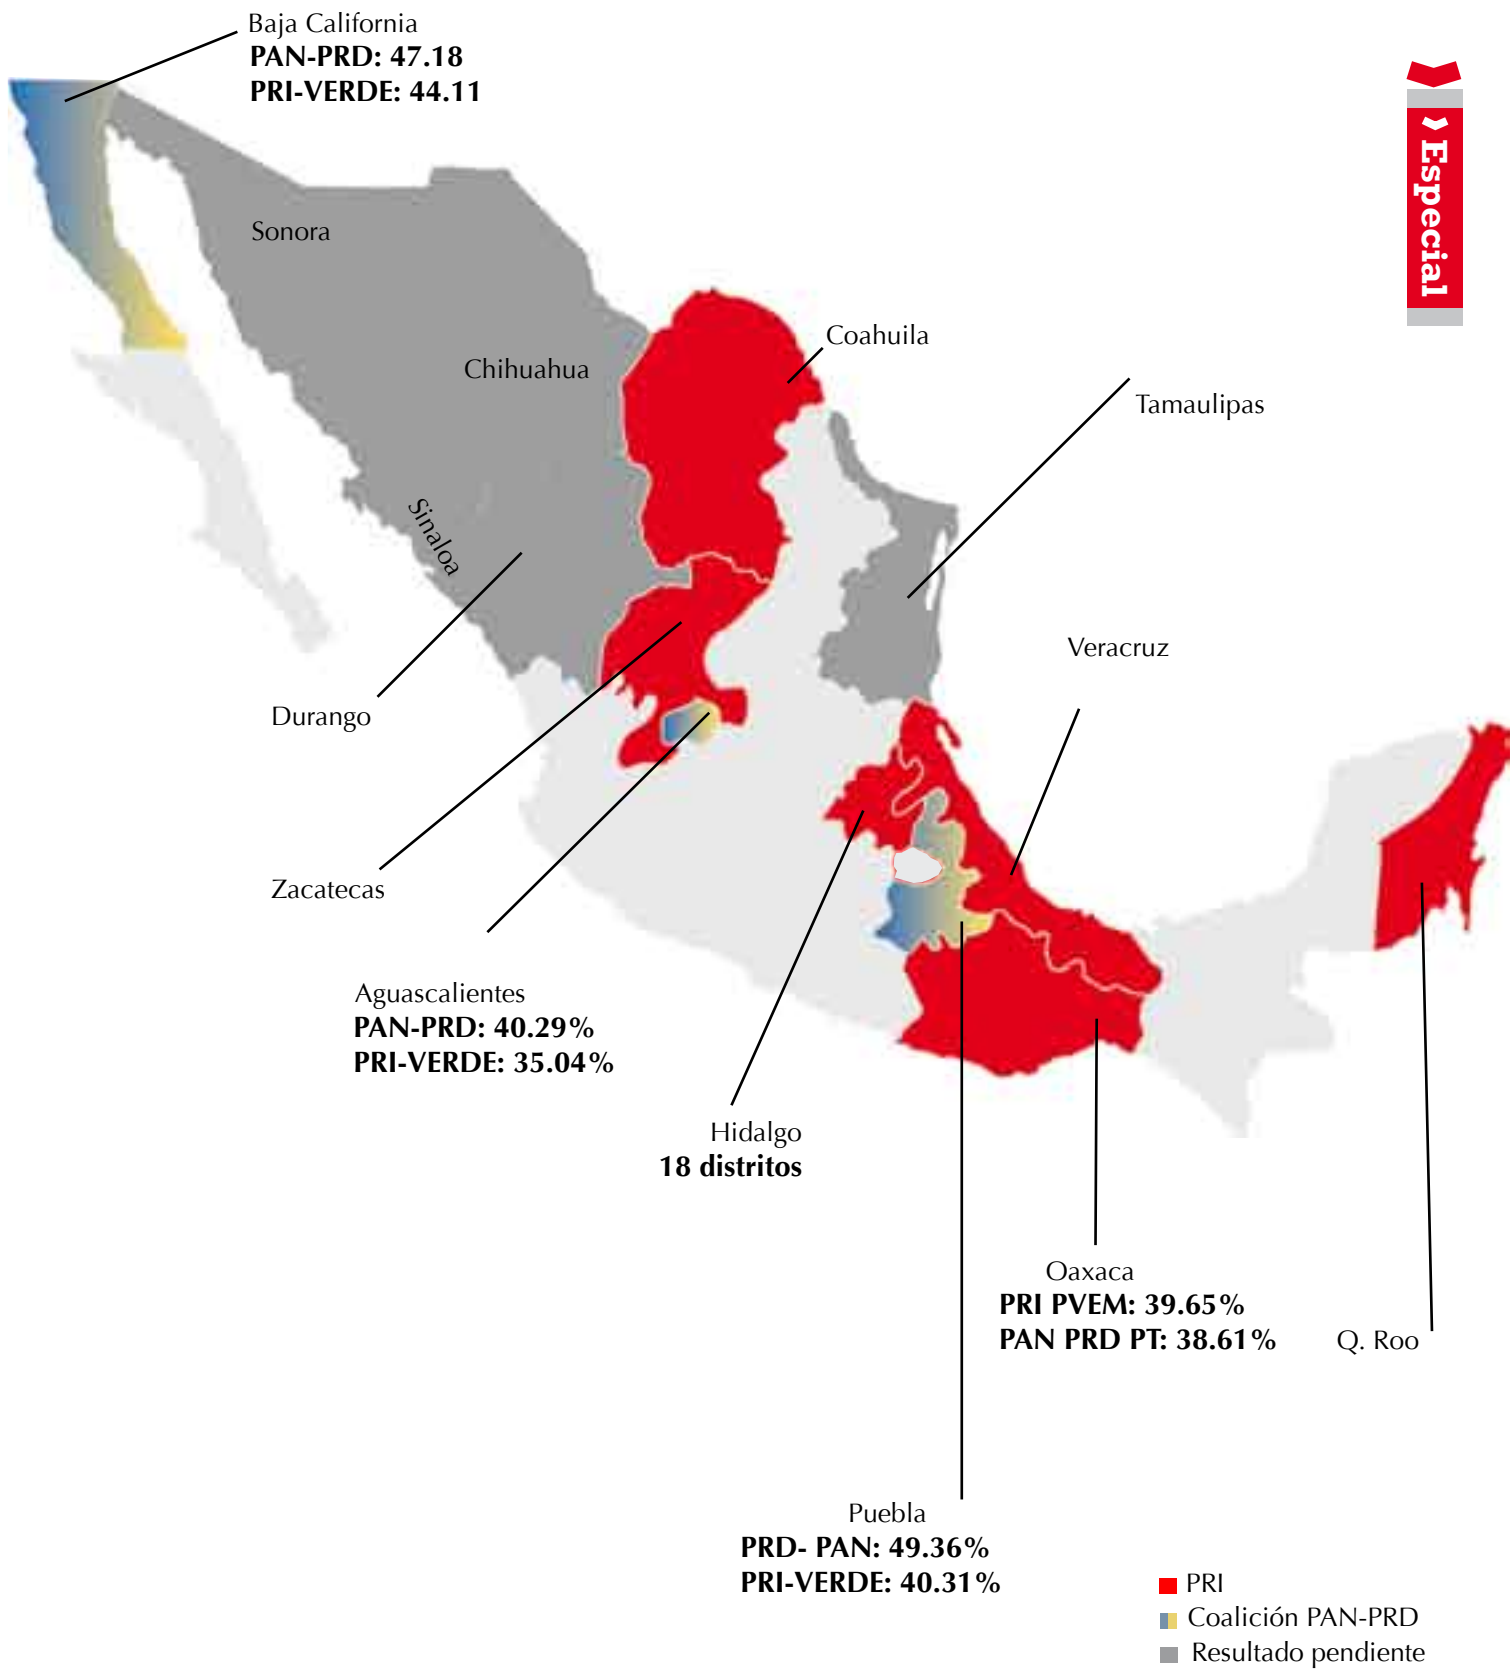 Baja California
PAN-PRD: 47.18
PRI-VERDE: 44.11
Especial
Sonora
Coahuila
Chihuahua
Tamaulipas
Sinaloa
Veracruz
Durango
Zacatecas
Aguascalientes
PAN-PRD: 40.29%
PRI-VERDE: 35.04%
Hidalgo
18 distritos
Oaxaca
PRI PVEM: 39.65%
PAN PRD PT: 38.61%
Q. Roo
Puebla
PRD- PAN: 49.36%
PRI-VERDE: 40.31%
PRI
Coalición PAN-PRD
Resultado pendiente